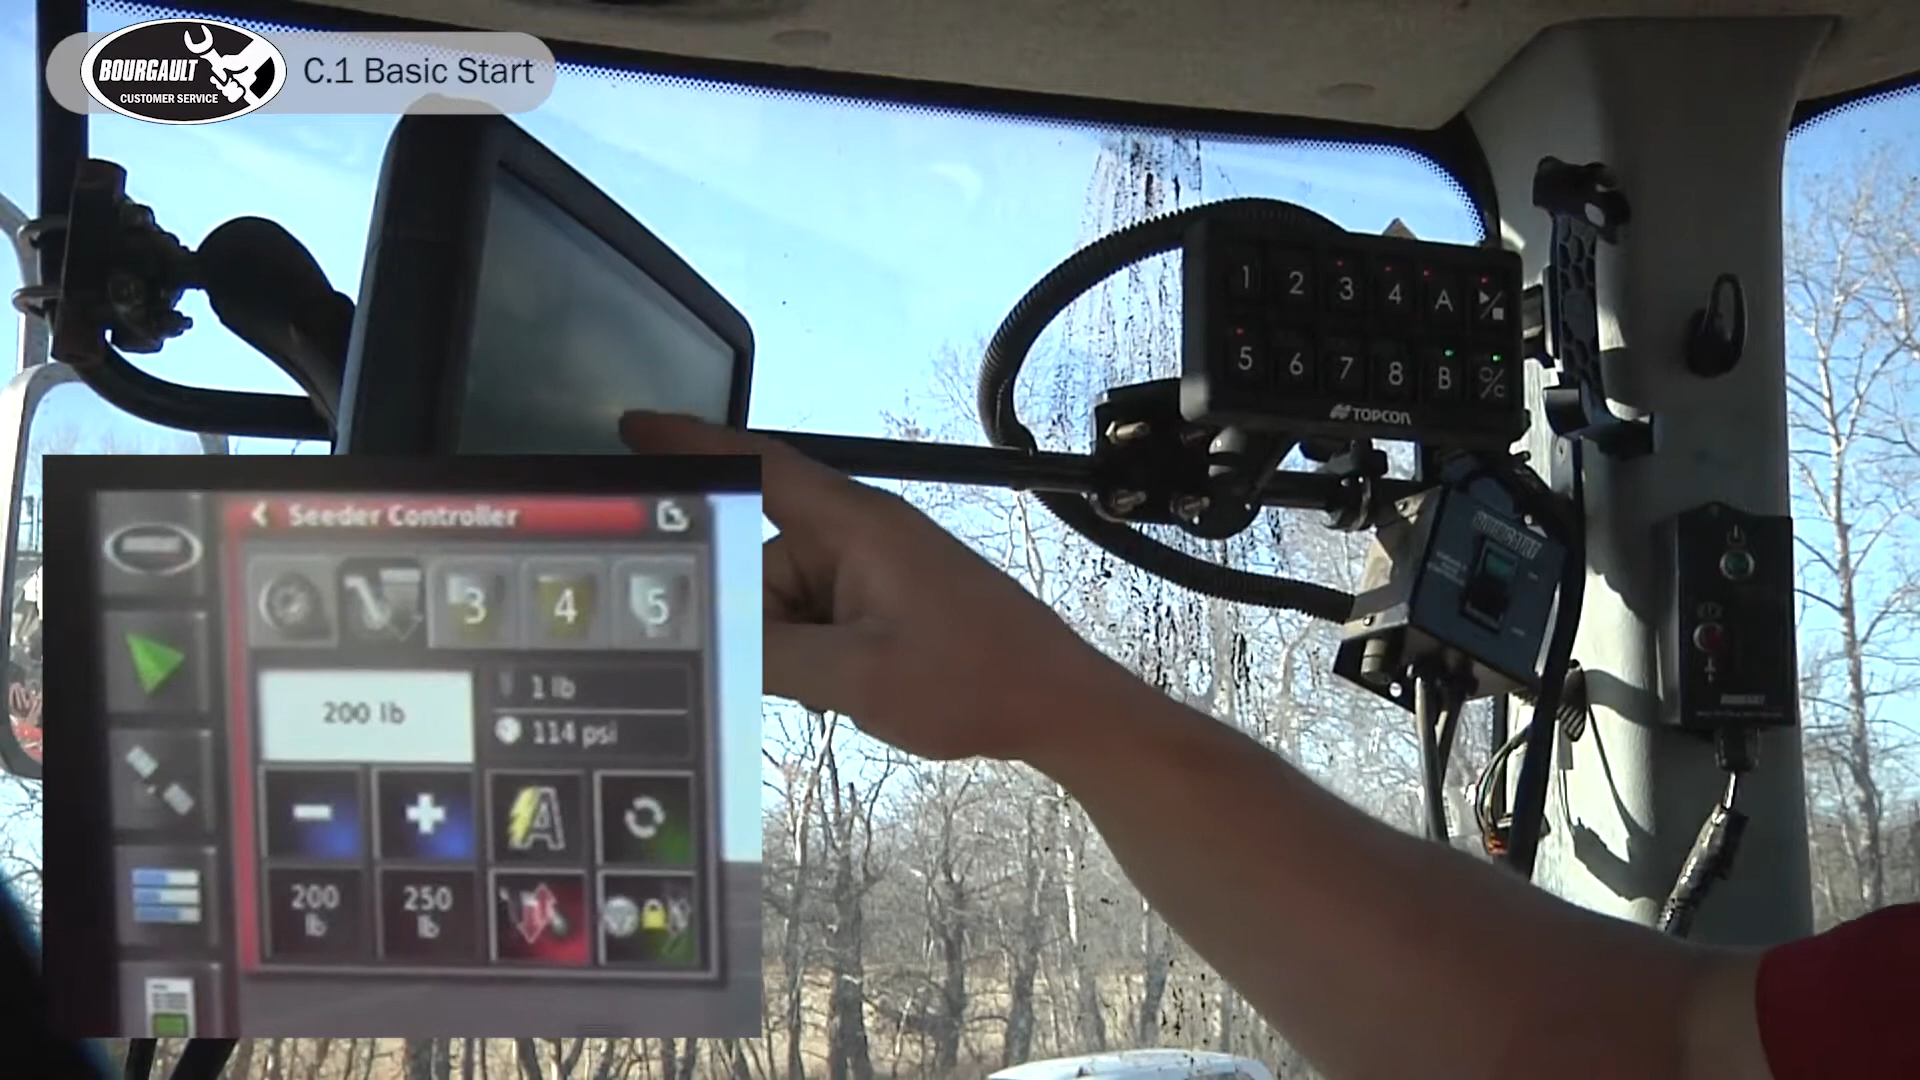 BOURGAULT
CUSTOMER SERVICE
C.1 Basic Start
1 2 3 4 A
5 6 7 8 B
TOPCON
BOURGAULT
Seeder Controller
3 4 5
200 lb
1 lb
114 psi
A
200 lb
250 lb